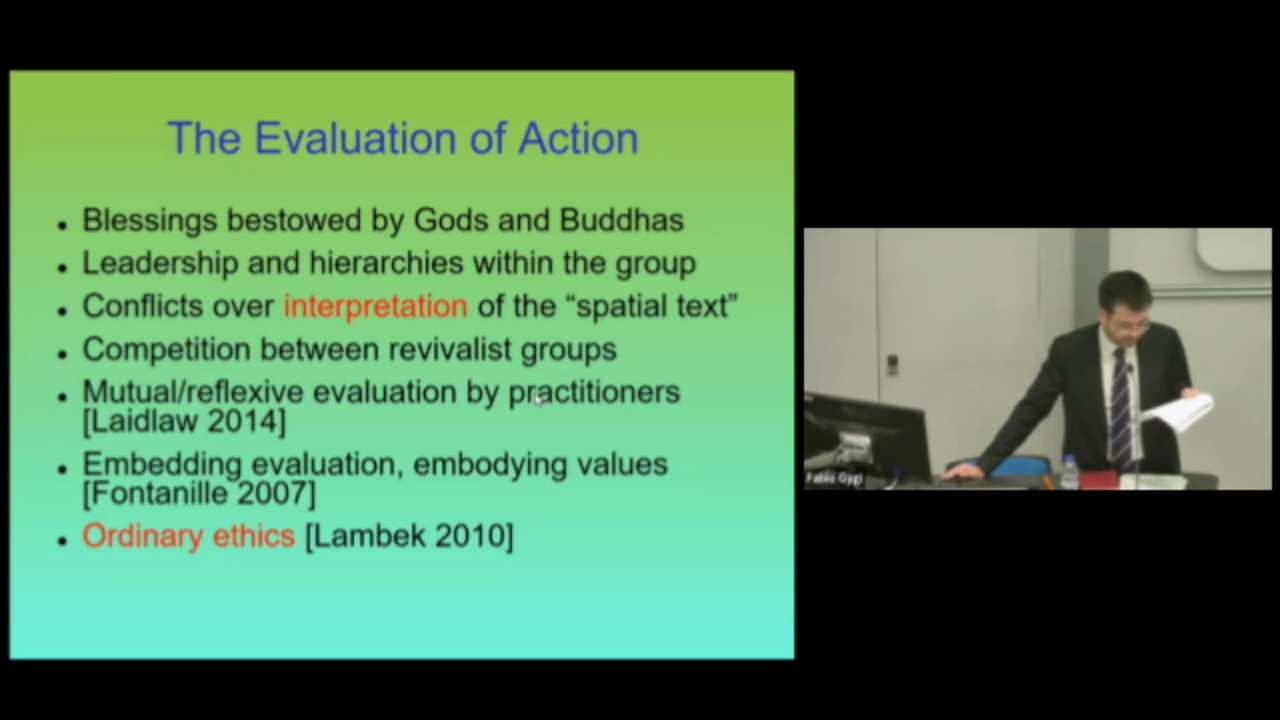 The Evaluation of Action
Blessings bestowed by Gods and Buddhas
Leadership and hierarchies within the group
Conflicts over interpretation of the “spatial text”
Competition between revivalist groups
Mutual/reflexive evaluation by practitioners
[Laidlaw 2014]
Embedding evaluation, embodying values
[Fontanille 2007]
Ordinary ethics [Lambek 2010]
Fabio Gygi